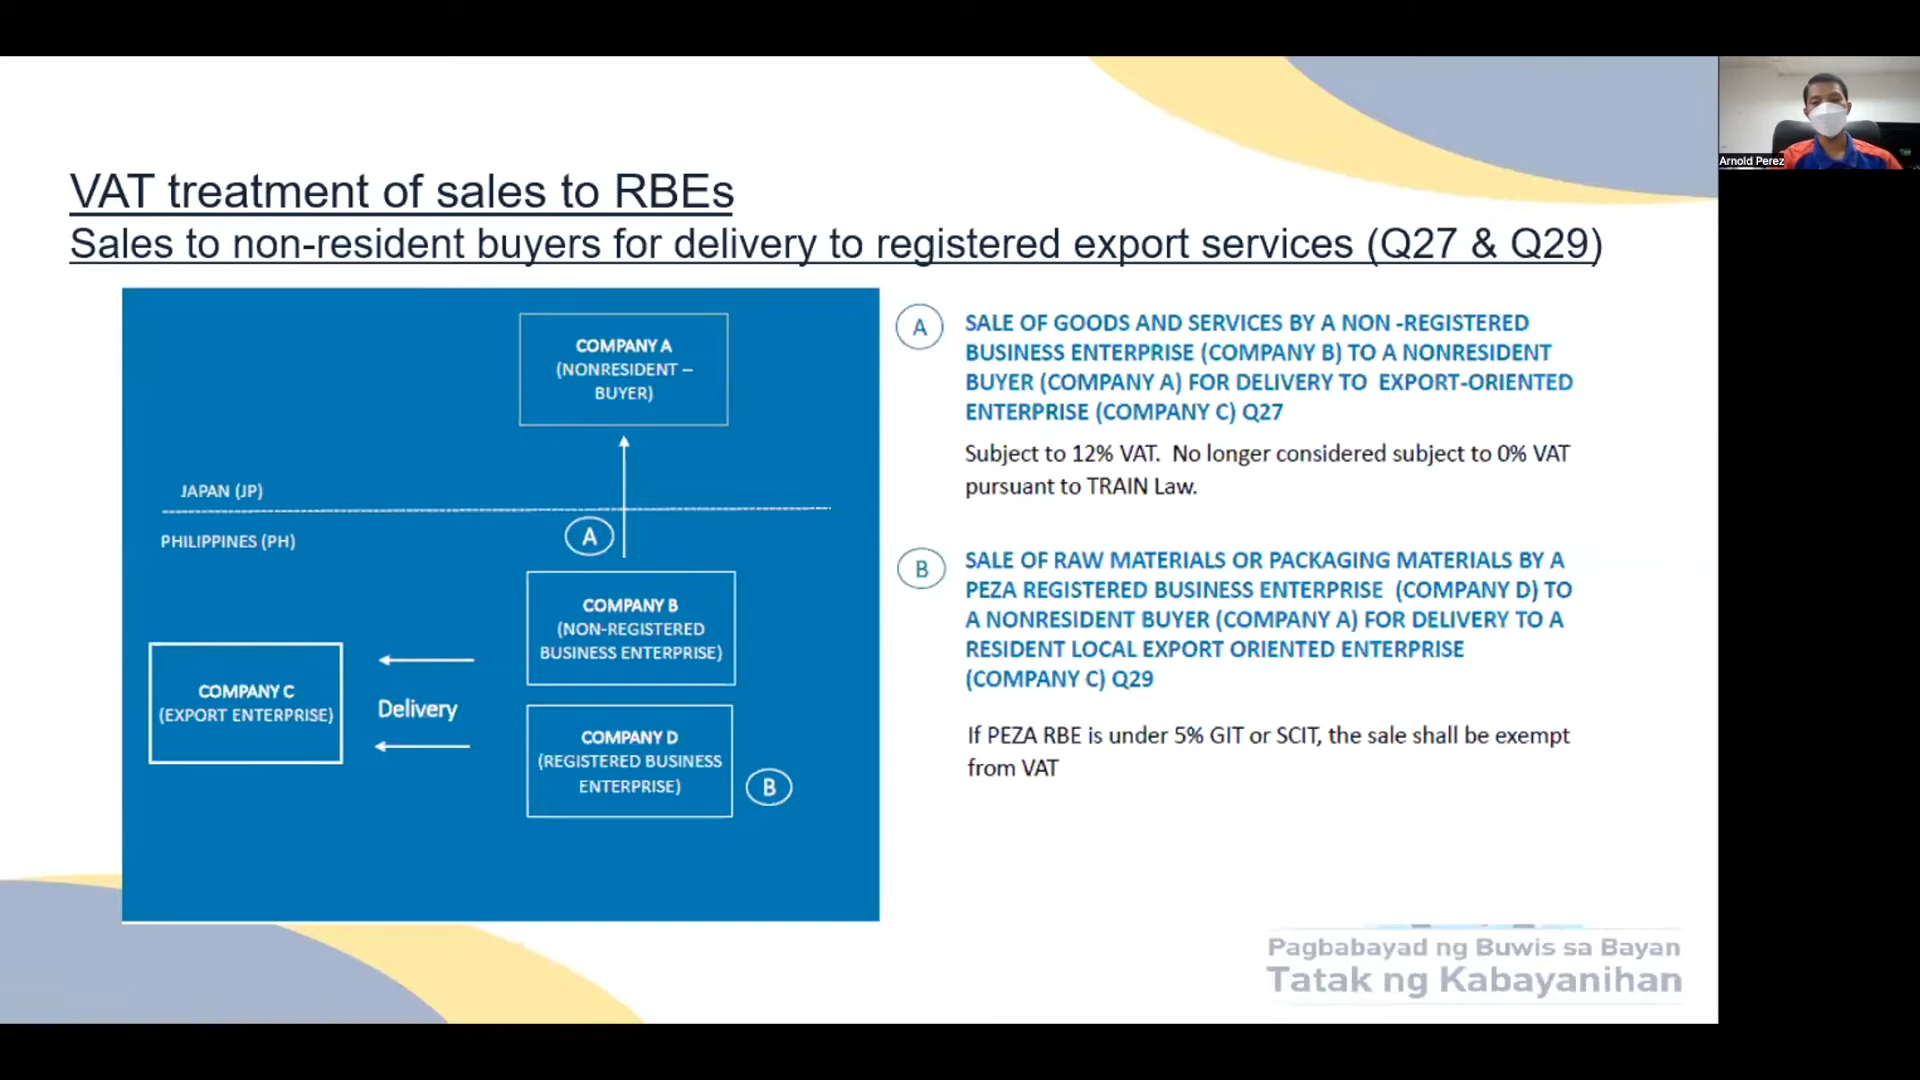 VAT treatment of sales to RBEs
Sales to non-resident buyers for delivery to registered export services (Q27 & Q29)
COMPANY A
(NONRESIDENT –
BUYER)
JAPAN (JP)
PHILIPPINES (PH)
A
COMPANY B
(NON-REGISTERED
BUSINESS ENTERPRISE)
COMPANY C
(EXPORT ENTERPRISE)
Delivery
COMPANY D
(REGISTERED BUSINESS
ENTERPRISE)
B
A
SALE OF GOODS AND SERVICES BY A NON -REGISTERED
BUSINESS ENTERPRISE (COMPANY B) TO A NONRESIDENT
BUYER (COMPANY A) FOR DELIVERY TO EXPORT-ORIENTED
ENTERPRISE (COMPANY C) Q27
Subject to 12% VAT. No longer considered subject to 0% VAT
pursuant to TRAIN Law.
B
SALE OF RAW MATERIALS OR PACKAGING MATERIALS BY A
PEZA REGISTERED BUSINESS ENTERPRISE (COMPANY D) TO
A NONRESIDENT BUYER (COMPANY A) FOR DELIVERY TO A
RESIDENT LOCAL EXPORT ORIENTED ENTERPRISE
(COMPANY C) Q29
If PEZA RBE is under 5% GIT or SCIT, the sale shall be exempt
from VAT
Pagbabayad ng Buwis sa Bayan
Tatak ng Kabayanihan
Arnold Perez